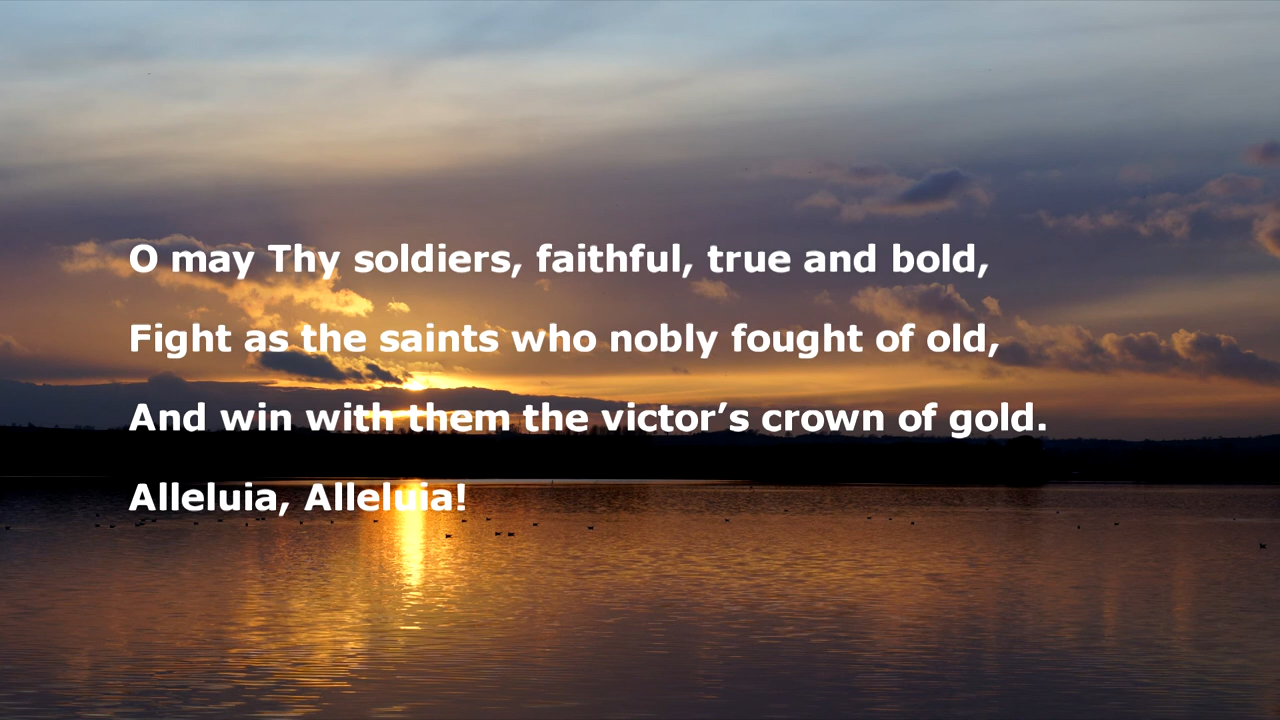 O may Thy soldiers, faithful, true and bold,
Fight as the saints who nobly fought of old,
And win with them the victor’s crown of gold.
Alleluia, Alleluia!